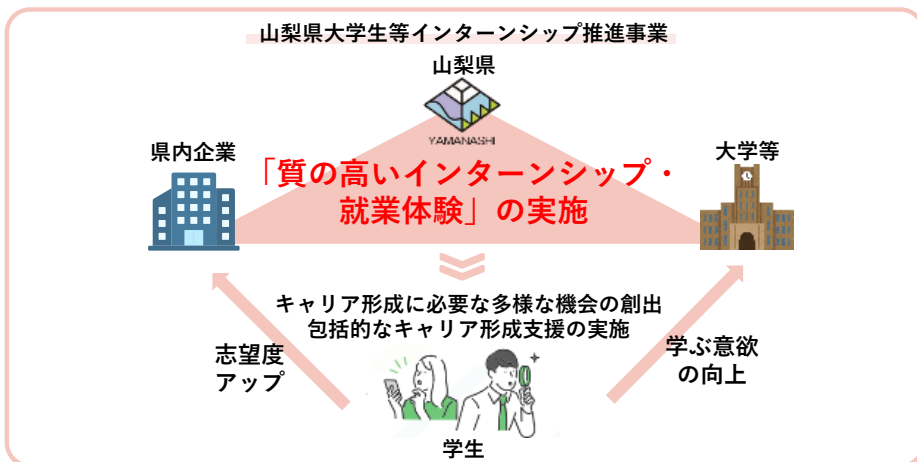 山梨県大学生等インターンシップ推進事業
山梨県
YAMANASHI
県内企業
大学等
「質の高いインターンシップ・
就業体験」の実施
キャリア形成に必要な多様な機会の創出
包括的なキャリア形成支援の実施
志望度
アップ
学ぶ意欲
の向上
学生